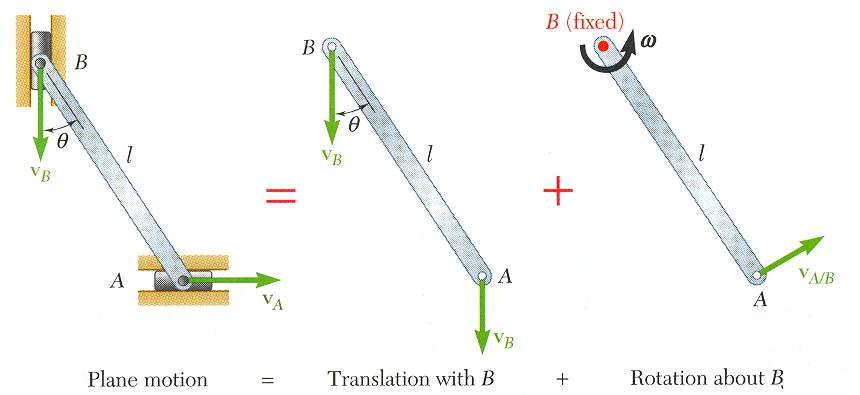 B (fixed)
ω
B
B
θ
θ
l
l
l
v_B
v_B
=
+
A
A
v_A
v_A/B
A
v_B
Plane motion = Translation with B + Rotation about B